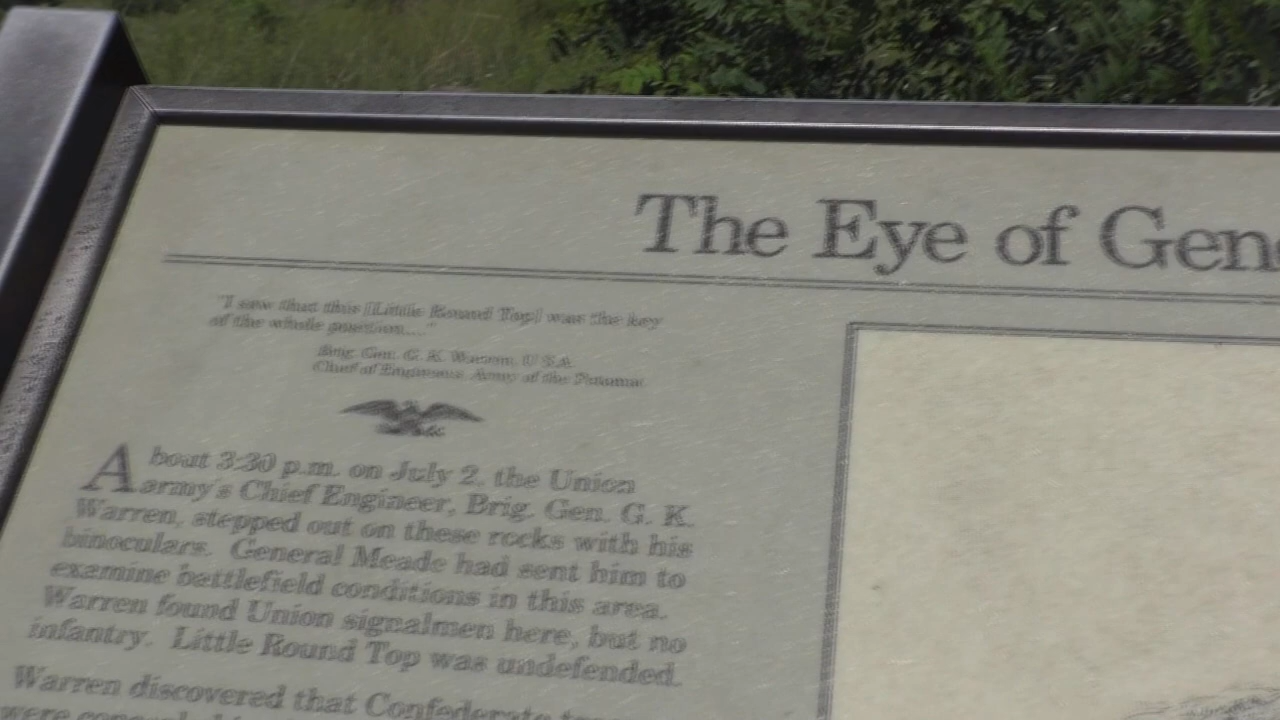 The Eye of Gene
"I saw that this [Little Round Top] was the key
of the whole position...."
Brig. Gen. G. K. Warren, U.S.A.
Chief of Engineers, Army of the Potomac
About 3:30 p.m. on July 2, the Union
army's Chief Engineer, Brig. Gen. G. K.
Warren, stepped out on these rocks with his
binoculars. General Meade had sent him to
examine battlefield conditions in this area.
Warren found Union signalmen here, but no
infantry. Little Round Top was undefended.
Warren discovered that Confederate
were